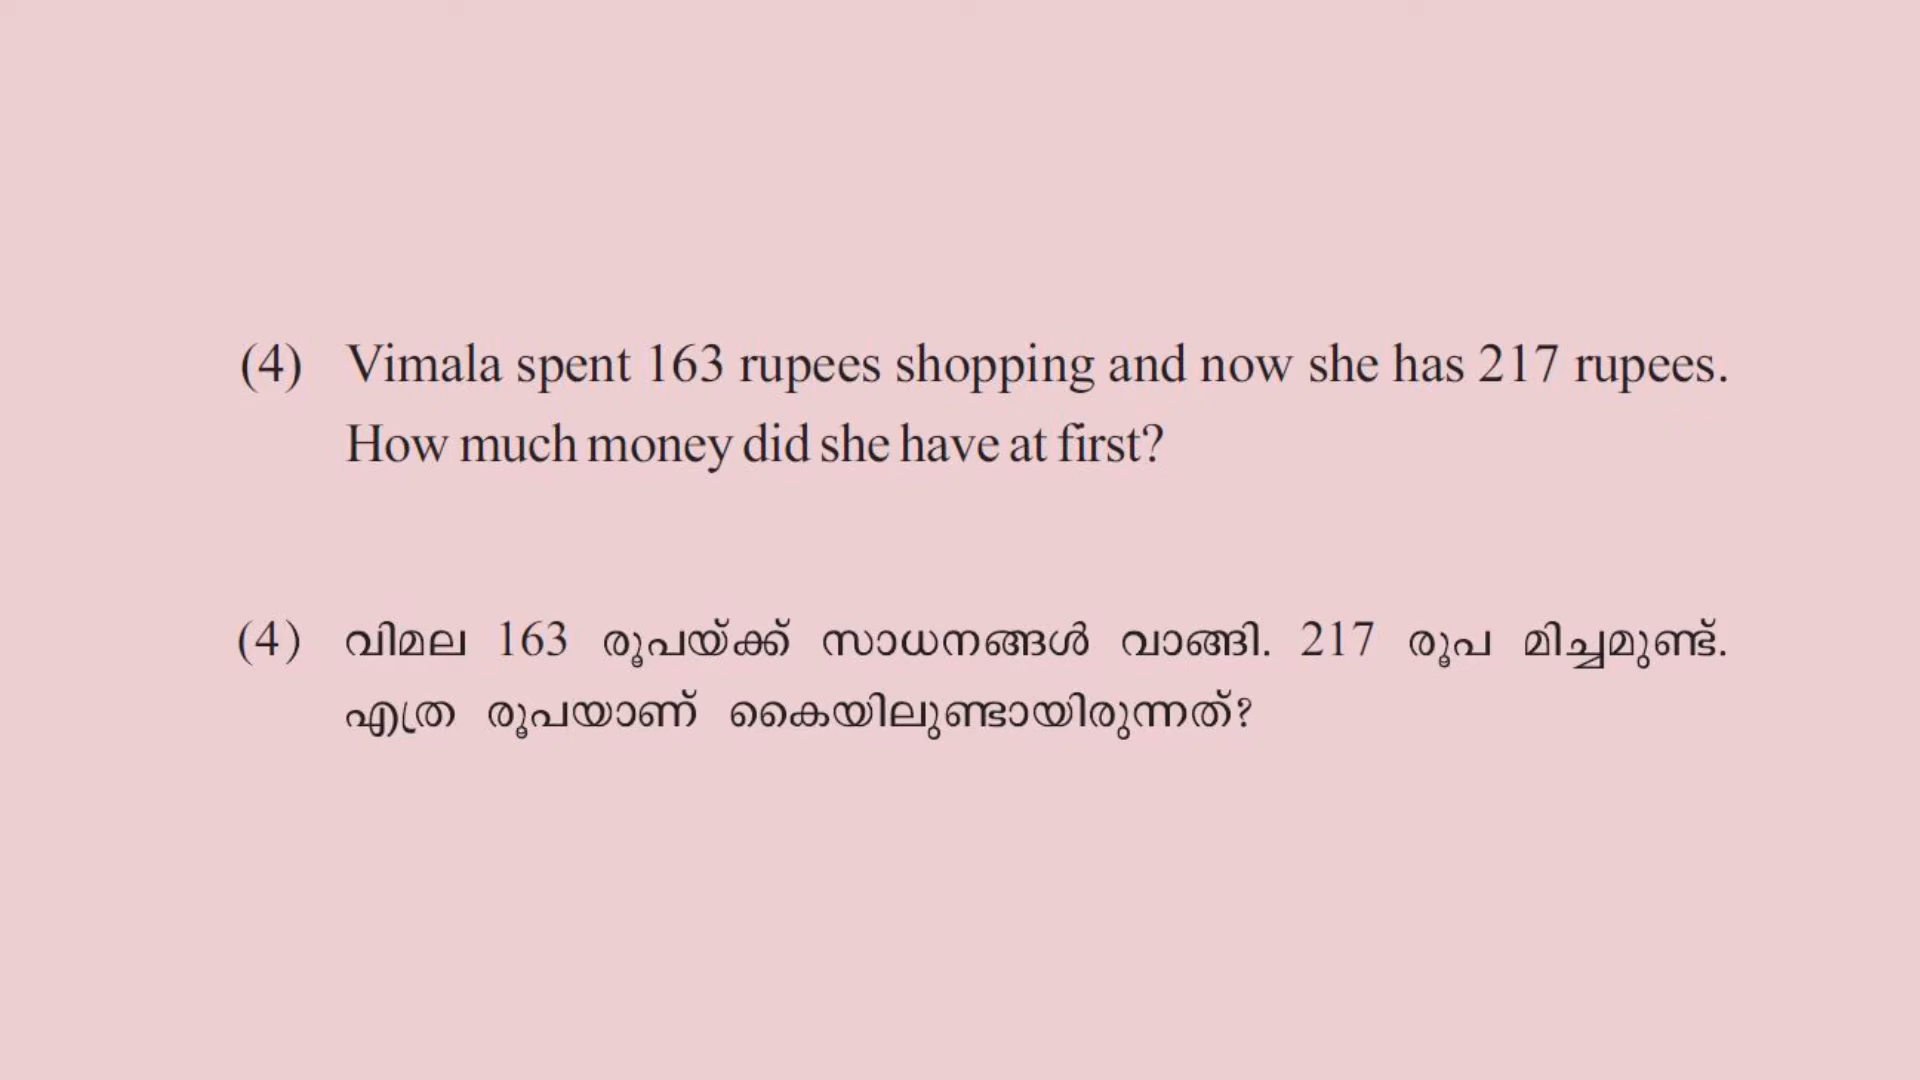 (4) Vimala spent 163 rupees shopping and now she has 217 rupees.
How much money did she have at first?
(4) വിമല 163 രൂപയ്ക്ക് സാധനങ്ങൾ വാങ്ങി. 217 രൂപ മിച്ചമുണ്ട്.
എത്ര രൂപയാണ് കൈയിലുണ്ടായിരുന്നത്?